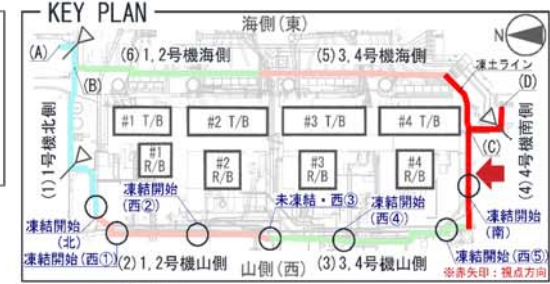 KEY PLAN
海側(東)
N
(A)
(6)1,2号機海側
(5)3,4号機海側
凍土ライン
(B)
(D)
#1 T/B
#2 T/B
#3 T/B
#4 T/B
(C)
(1)1号機北側
(4)4号機南側
#1
R/B
#2
R/B
#3
R/B
#4
R/B
凍結開始
(西②)
未凍結・西③
凍結開始
(西④)
凍結開始
(北)
凍結開始
(南)
凍結開始(西①)
凍結開始(西⑤)
(2)1,2号機山側
山側(西)
(3)3,4号機山側
※赤矢印：視点方向